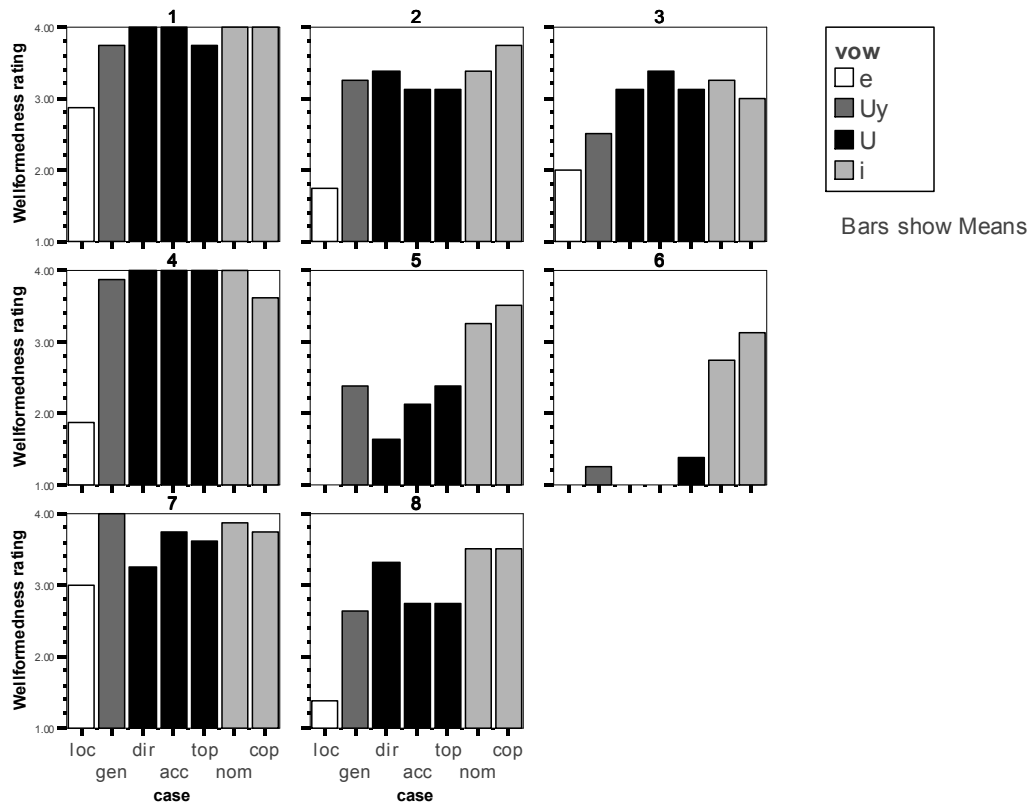 1 2 3
Wellformedness rating
4.00
3.00
2.00
1.00
vow
e
Uy
U
i
Bars show Means
4 5 6
Wellformedness rating
4.00
3.00
2.00
1.00
7 8
Wellformedness rating
4.00
3.00
2.00
1.00
loc dir top cop loc dir top cop
gen acc nom gen acc nom
case case